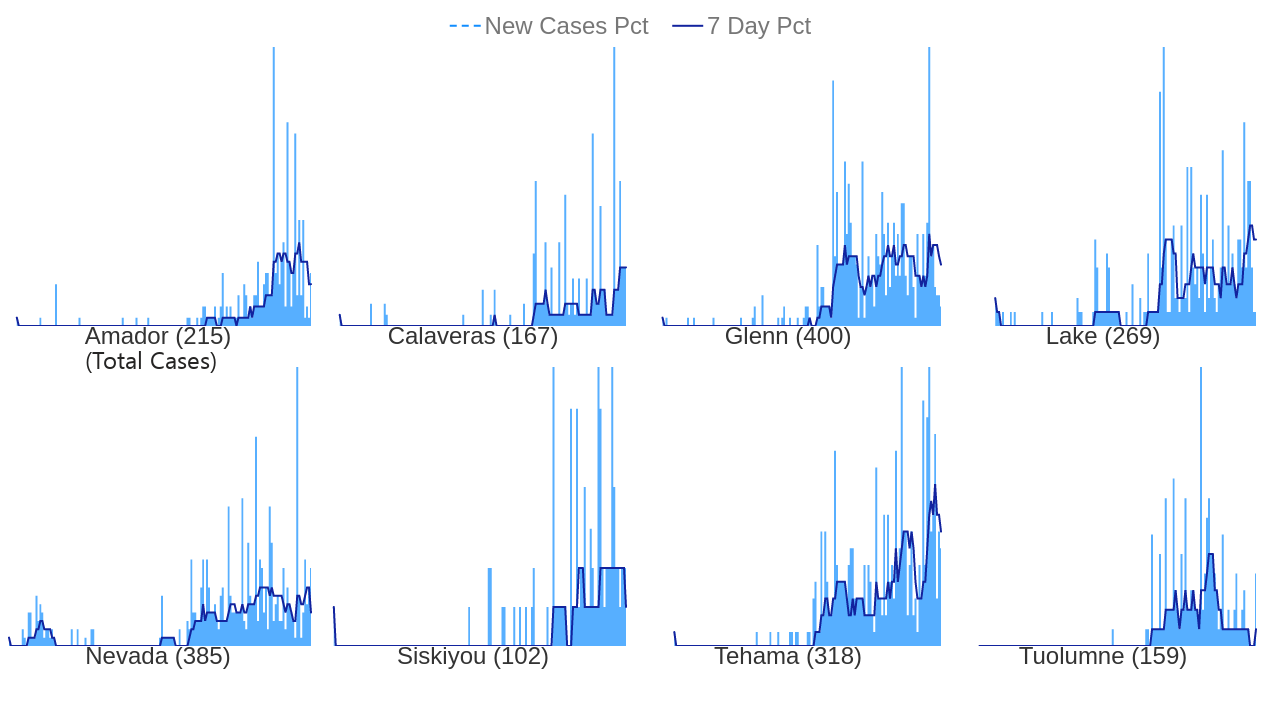 New Cases Pct 7 Day Pct
Amador (215) Calaveras (167) Glenn (400) Lake (269)
(Total Cases)
Nevada (385) Siskiyou (102) Tehama (318) Tuolumne (159)